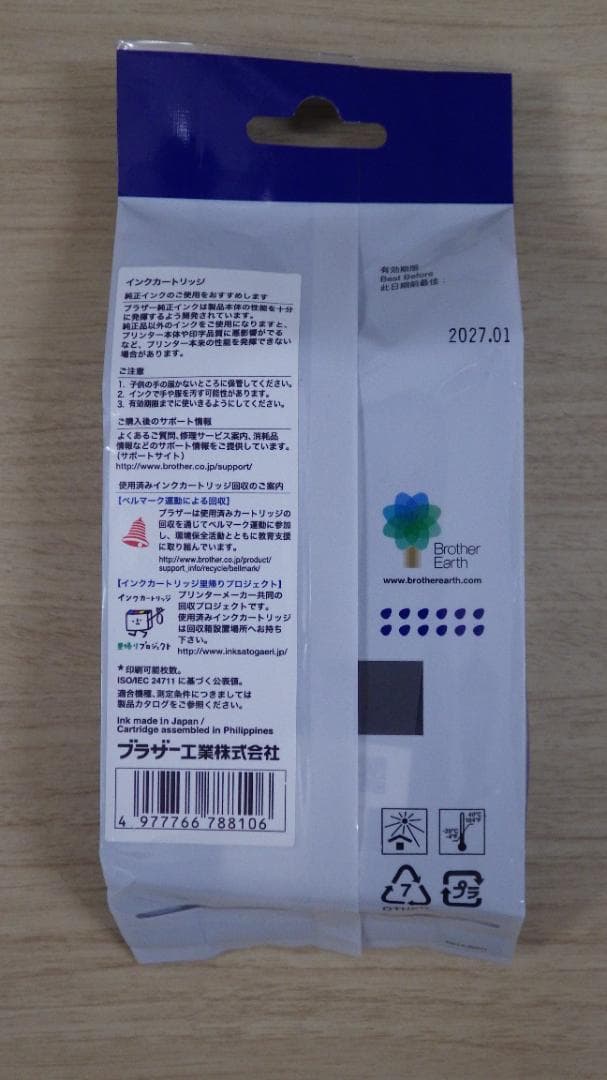 インクカートリッジ
純正インクのご使用をおすすめします
ブラザー純正インクは製品本体の性能を十分
に発揮するよう開発されています。
純正品以外のインクをご使用になりますと、
プリンター本体や印字品質に悪影響がでる
など、プリンター本来の性能を発揮できない
場合があります。
ご注意
1. 子供の手の届かないところに保管してください。
2. インクで手や服を汚す可能性があります。
3. 有効期限までに使いきるようにしてください。
ご購入後のサポート情報
よくあるご質問、修理サービス案内、消耗品
情報などのサポート情報をご提供しています。
(サポートサイト)
http://www.brother.co.jp/support/
使用済みインクカートリッジ回収のご案内
【ベルマーク運動による回収】
ブラザーは使用済みカートリッジの
回収を通じてベルマーク運動に参加
し、環境保全活動とともに教育支援
に取り組んでいます。
http://www.brother.co.jp/product/
support_info/recycle/bellmark/
【インクカートリッジ里帰りプロジェクト】
インクカートリッジ
里帰りプロジェクト
プリンターメーカー共同の
回収プロジェクトです。
使用済みインクカートリッジ
は回収箱設置場所へお持ち
下さい。
http://www.inksatogaeri.jp/
*印刷可能枚数。
ISO/IEC 24711 に基づく公表値。
適合機種、測定条件につきましては
製品カタログをご参照ください。
Ink made in Japan /
Cartridge assembled in Philippines
ブラザー工業株式会社
4 977766 788106
有効期限
Best Before
此日期前最佳：
2027.01
Brother
Earth
www.brotherearth.com
7
プラ